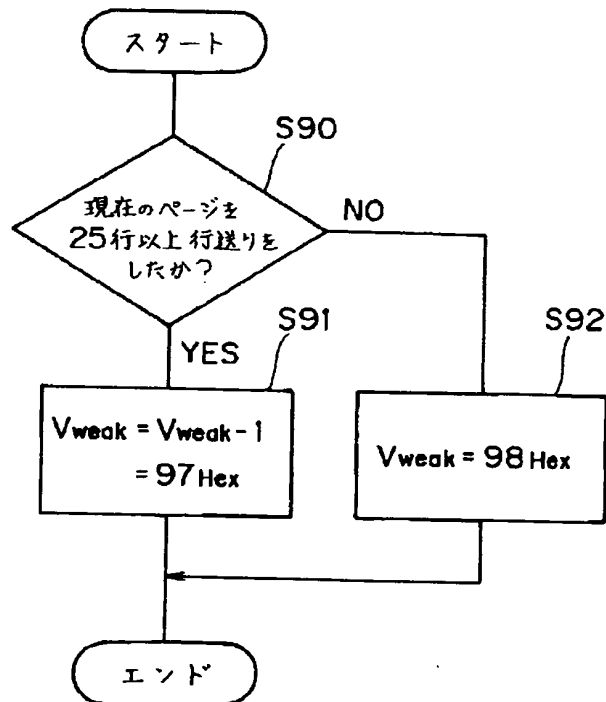 スタート
S90
現在のページを
25行以上行送りを
したか?
NO
YES
S91
S92
Vweak = Vweak-1
= 97Hex
Vweak = 98Hex
エンド